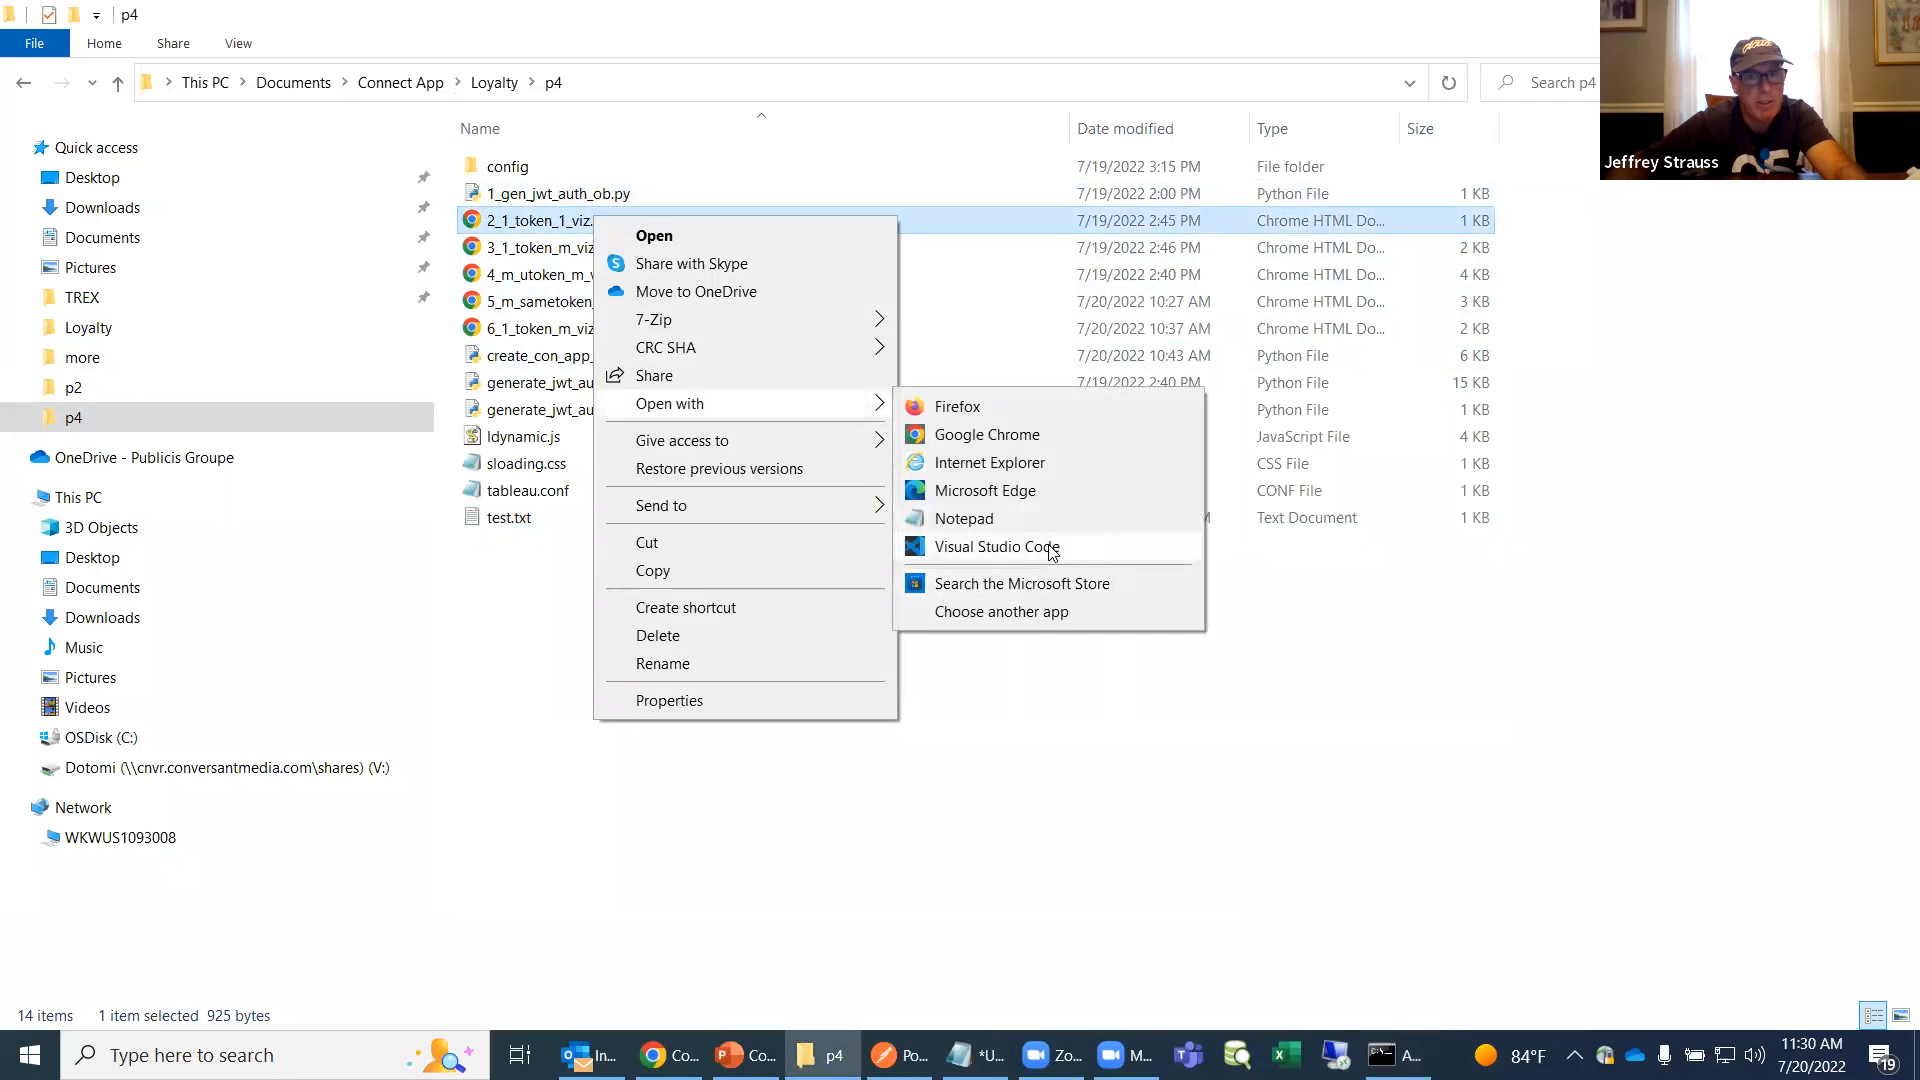 p4
File
Home
Share
View
This PC
Documents
Connect App
Loyalty
p4
Search p4
Jeffrey Strauss
Name
Date modified
Type
Size
Quick access
Desktop
Downloads
Documents
Pictures
TREX
Loyalty
more
p2
p4
OneDrive - Publicis Groupe
This PC
3D Objects
Desktop
Documents
Downloads
Music
Pictures
Videos
OSDisk (C:)
Dotomi (\\cnvr.conversantmedia.com\shares) (V:)
Network
WKWUS1093008
config 7/19/2022 3:15 PM File folder
1_gen_jwt_auth_ob.py 7/19/2022 2:00 PM Python File 1 KB
2_1_token_1_viz. 7/19/2022 2:45 PM Chrome HTML Do... 1 KB
3_1_token_m_viz 7/19/2022 2:46 PM Chrome HTML Do... 2 KB
4_m_utoken_m_v 7/19/2022 2:40 PM Chrome HTML Do... 4 KB
5_m_sametoken_ 7/20/2022 10:27 AM Chrome HTML Do... 3 KB
6_1_token_m_viz 7/20/2022 10:37 AM Chrome HTML Do... 2 KB
create_con_app_ 7/20/2022 10:43 AM Python File 6 KB
generate_jwt_au 7/19/2022 2:40 PM Python File 15 KB
generate_jwt_au Python File 1 KB
ldynamic.js JavaScript File 4 KB
sloading.css CSS File 1 KB
tableau.conf CONF File 1 KB
test.txt Text Document 1 KB
Open
Share with Skype
Move to OneDrive
7-Zip
CRC SHA
Share
Open with
Give access to
Restore previous versions
Send to
Cut
Copy
Create shortcut
Delete
Rename
Properties
Firefox
Google Chrome
Internet Explorer
Microsoft Edge
Notepad
Visual Studio Code
Search the Microsoft Store
Choose another app
14 items 1 item selected 925 bytes
Type here to search
In...
Co...
Co...
p4
Po...
*U...
Zo...
M...
A...
84°F
11:30 AM
7/20/2022
19